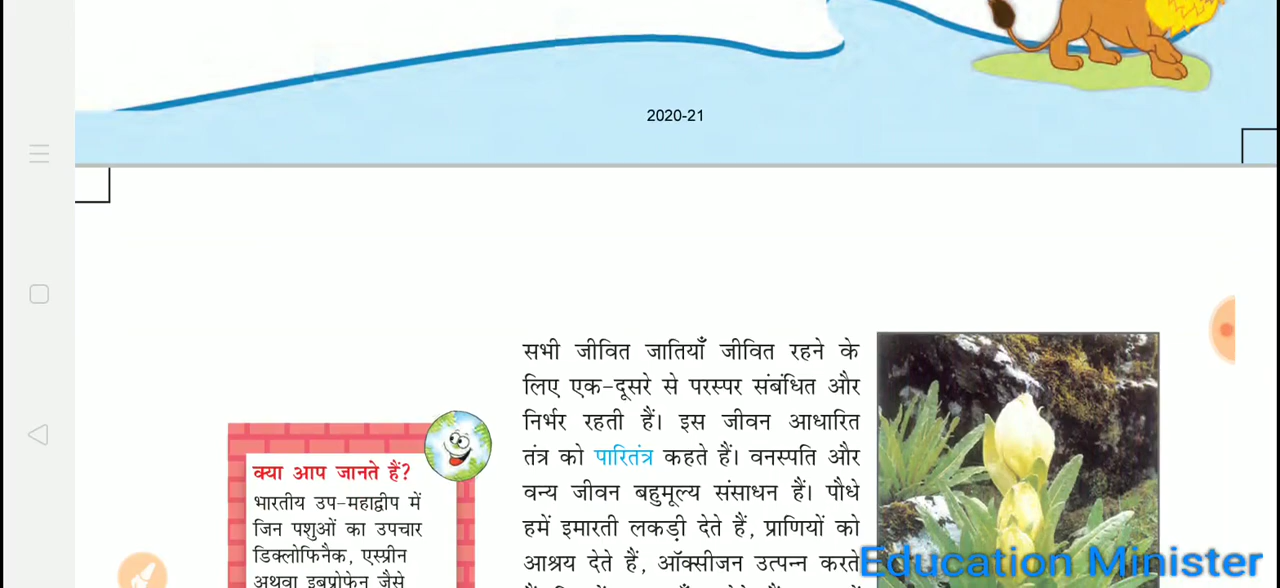 2020-21
सभी जीवित जातियाँ जीवित रहने के
लिए एक-दूसरे से परस्पर संबंधित और
निर्भर रहती हैं। इस जीवन आधारित
तंत्र को पारितंत्र कहते हैं। वनस्पति और
वन्य जीवन बहुमूल्य संसाधन हैं। पौधे
हमें इमारती लकड़ी देते हैं, प्राणियों को
आश्रय देते हैं, ऑक्सीजन उत्पन्न करते
क्या आप जानते हैं?
भारतीय उप-महाद्वीप में
जिन पशुओं का उपचार
डिक्लोफिनैक, एस्प्रीन
अथवा इबुप्रोफेन जैसे
Education Minister